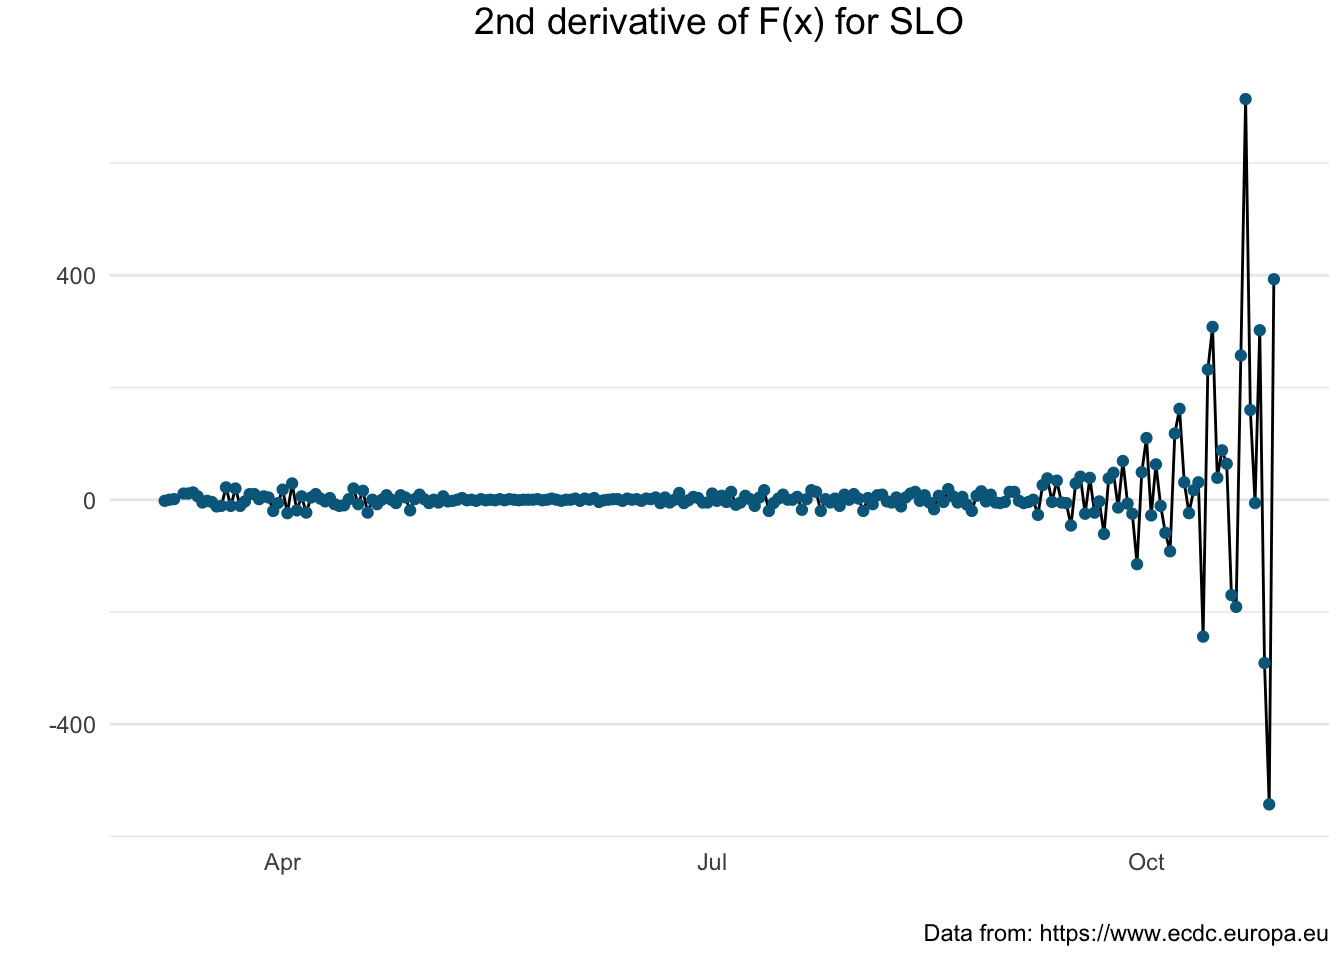 2nd derivative of F(x) for SLO
400
0
-400
Apr
Jul
Oct
Data from: https://www.ecdc.europa.eu